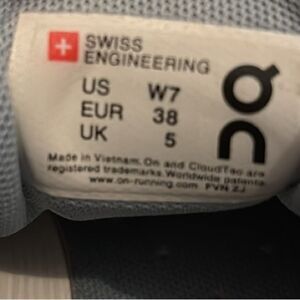 SWISS
ENGINEERING
US W7
EUR 38
UK 5
Made in Vietnam. On and CloudTec are
registered trademarks. Worldwide patents.
www.on-running.com FVN ZJ